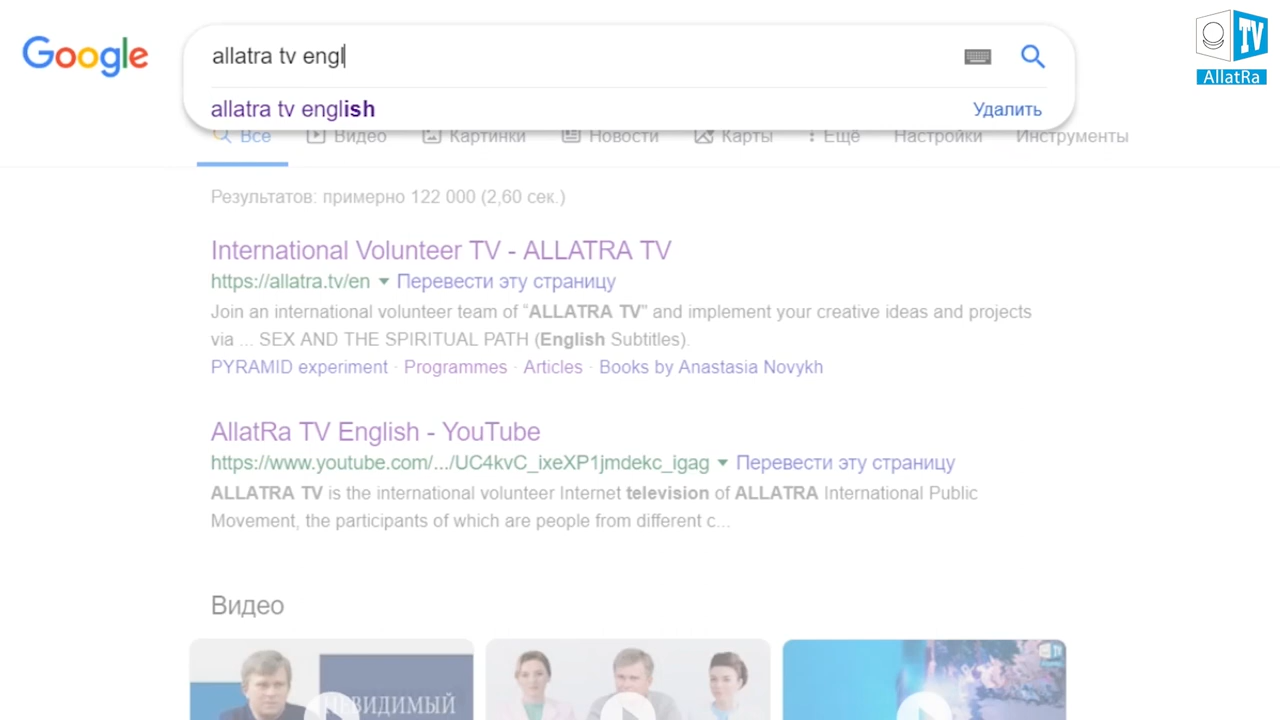 Google
allatra tv engl
TV
AllatRa
allatra tv english
Удалить
Все Видео Картинки Новости Карты Ещё Настройки Инструменты
Результатов: примерно 122 000 (2,60 сек.)
International Volunteer TV - ALLATRA TV
https://allatra.tv/en Перевести эту страницу
Join an international volunteer team of “ALLATRA TV” and implement your creative ideas and projects
via ... SEX AND THE SPIRITUAL PATH (English Subtitles).
PYRAMID experiment · Programmes · Articles · Books by Anastasia Novykh
AllatRa TV English - YouTube
https://www.youtube.com/.../UC4kvC_ixeXP1jmdekc_igag Перевести эту страницу
ALLATRA TV is the international volunteer Internet television of ALLATRA International Public
Movement, the participants of which are people from different c...
Видео
НЕВИДИМЫЙ